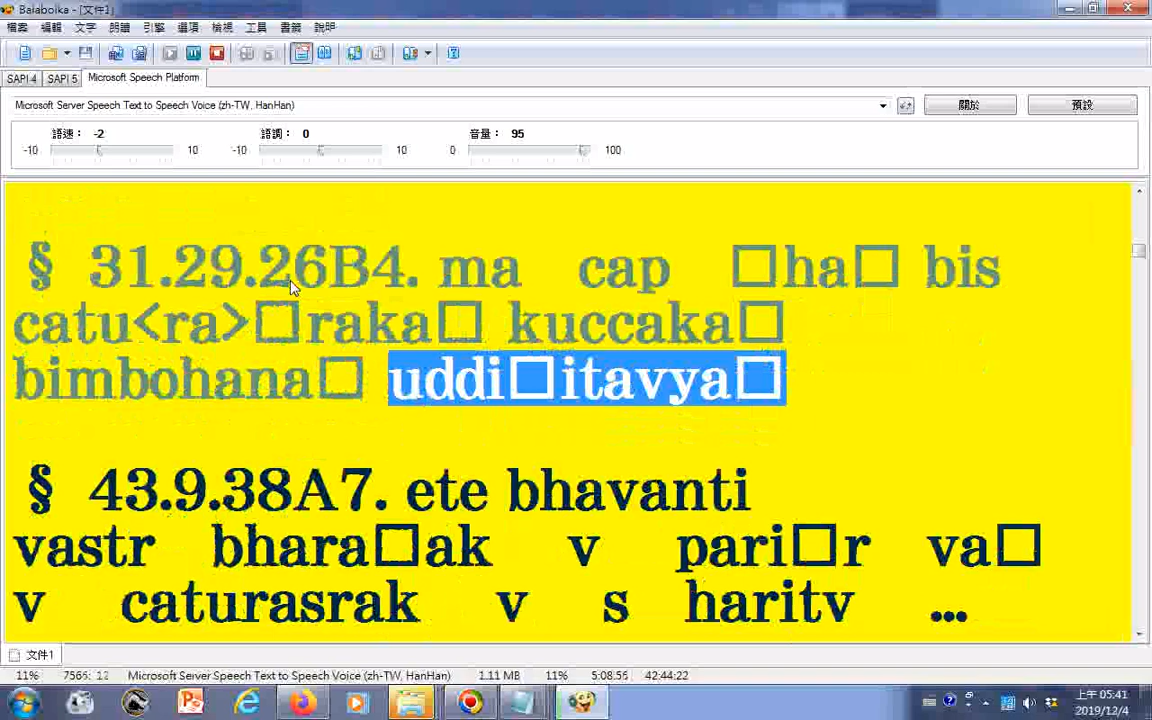 Balabolka - [文件1]
檔案 編輯 文字 朗讀 引擎 選項 檢視 工具 書籤 說明
SAPI 4 SAPI 5 Microsoft Speech Platform
Microsoft Server Speech Text to Speech Voice (zh-TW, HanHan) 關於 預設
語速: -2 語調: 0 音量: 95
-10 10 -10 10 0 100
§ 31.29.26B4. ma cap □ha□ bis
catu<ra>□raka□ kuccaka□
bimbohana□ uddi□itavya□
§ 43.9.38A7. ete bhavanti
vastr bhara□ak v pari□r va□
v caturasrak v s haritv ...
文件1
11% Microsoft Server Speech Text to Speech Voice (zh-TW, HanHan) 1.11 MB 11% 5:08:56 42:44:22
上午 05:41
2019/12/4